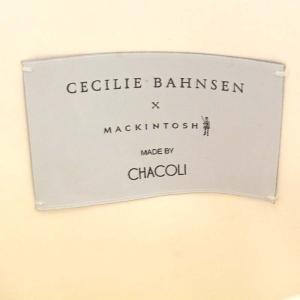 CECILIE BAHNSEN
X
MACKINTOSH
MADE BY
CHACOLI